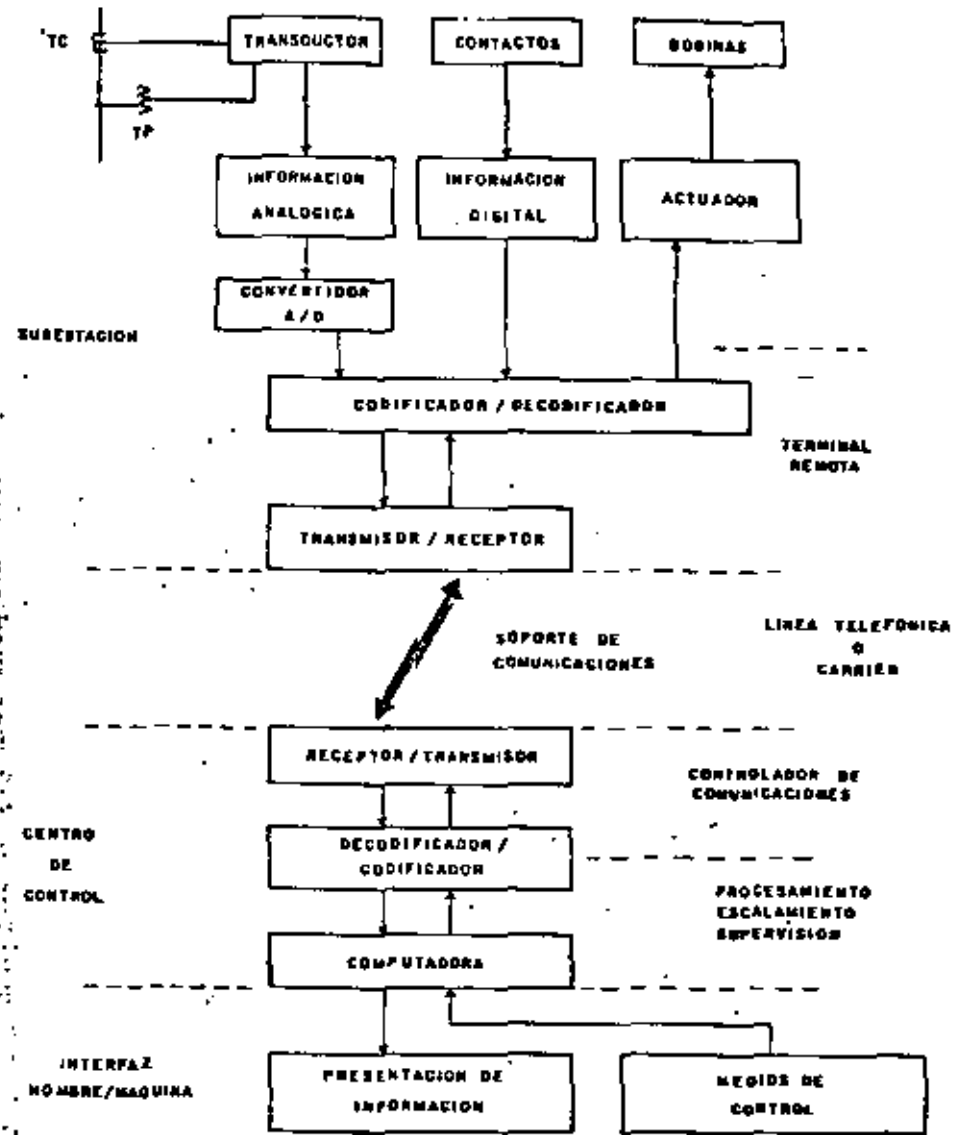 TC
TRANSDUCTOR
CONTACTOS
BOBINAS
TP
INFORMACION
ANALOGICA
INFORMACION
DIGITAL
ACTUADOR
CONVERTIDOR
A/D
SUBESTACION
CODIFICADOR / DECODIFICADOR
TERMINAL
REMOTA
TRANSMISOR / RECEPTOR
SOPORTE DE
COMUNICACIONES
LINEA TELEFONICA
O
CARRIER
RECEPTOR / TRANSMISOR
CONTROLADOR DE
COMUNICACIONES
CENTRO
DE
CONTROL
DECODIFICADOR /
CODIFICADOR
PROCESAMIENTO
ESCALAMIENTO
SUPERVISION
COMPUTADORA
INTERFAZ
HOMBRE/MAQUINA
PRESENTACION DE
INFORMACION
MEDIOS DE
CONTROL